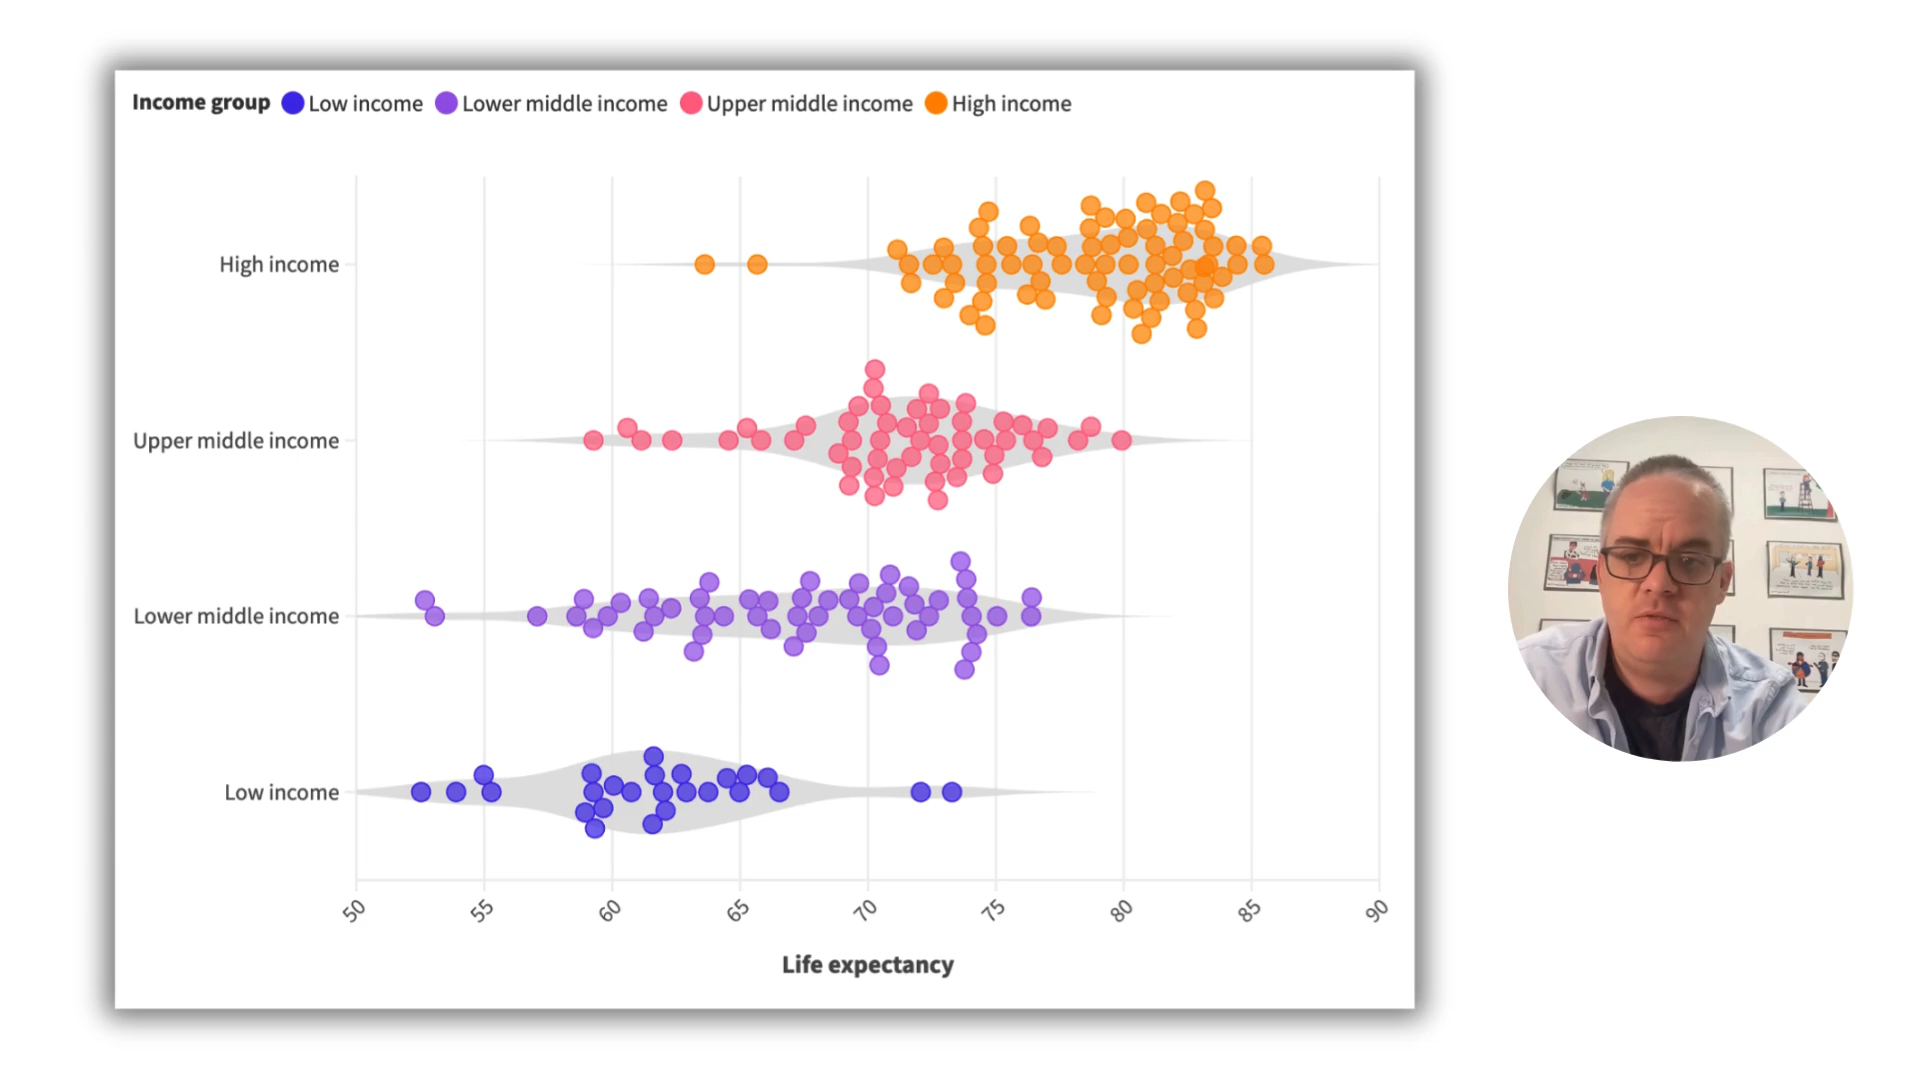 Income group Low income Lower middle income Upper middle income High income
High income
Upper middle income
Lower middle income
Low income
50 55 60 65 70 75 80 85 90
Life expectancy